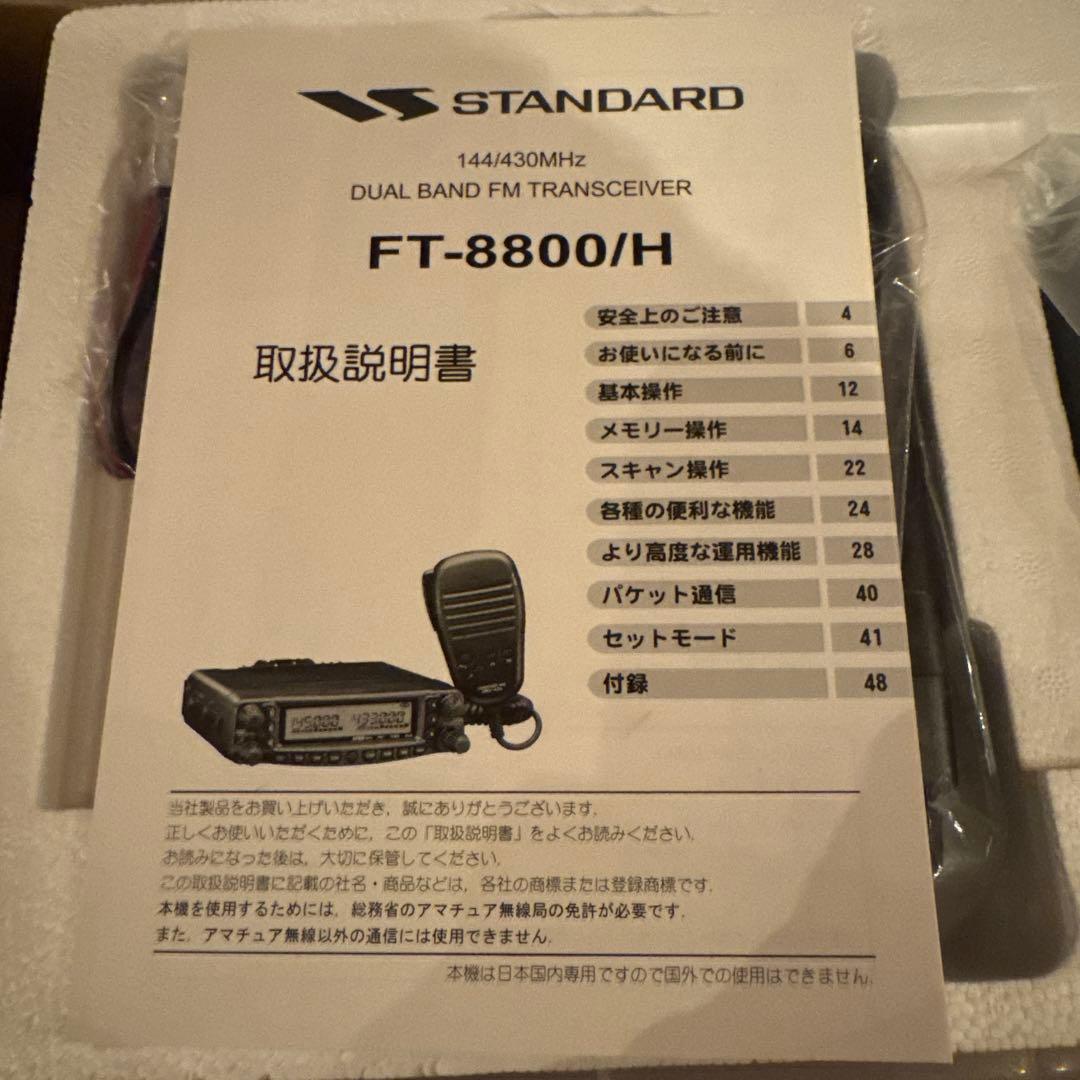 STANDARD
144/430MHz
DUAL BAND FM TRANSCEIVER
FT-8800/H
取扱説明書
安全上のご注意 4
お使いになる前に 6
基本操作 12
メモリー操作 14
スキャン操作 22
各種の便利な機能 24
より高度な運用機能 28
パケット通信 40
セットモード 41
付録 48
145.000 433.000
当社製品をお買い上げいただき，誠にありがとうございます．
正しくお使いいただくために，この「取扱説明書」をよくお読みください．
お読みになった後は，大切に保管してください．
この取扱説明書に記載の社名・商品名などは，各社の商標または登録商標です．
本機を使用するためには，総務省のアマチュア無線局の免許が必要です．
また，アマチュア無線以外の通信には使用できません．
本機は日本国内専用ですので国外での使用はできません．